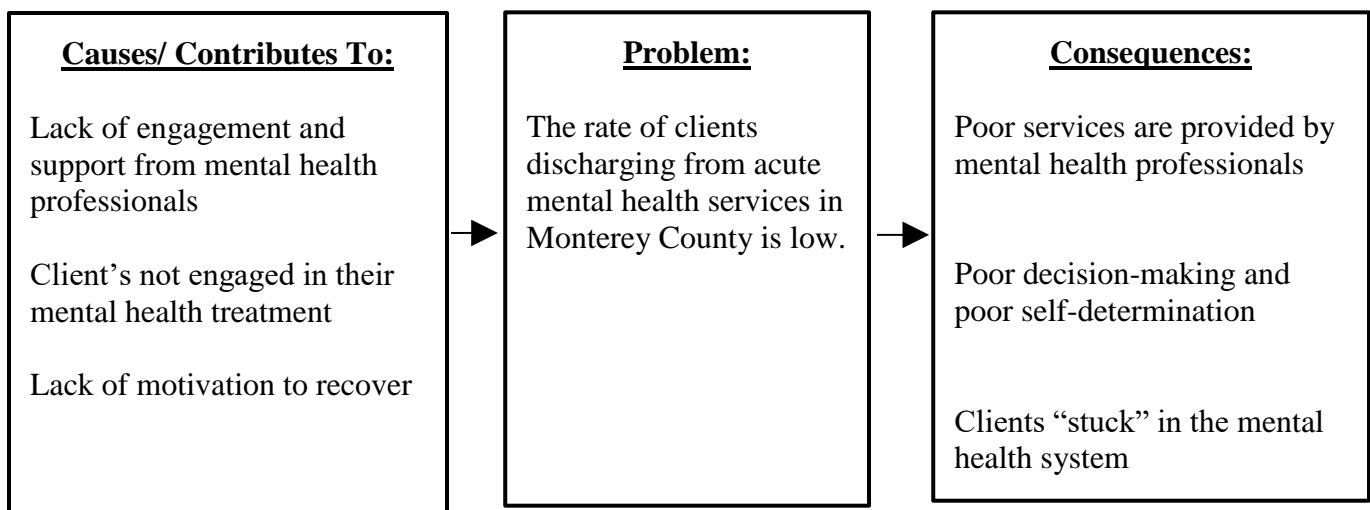 Causes/ Contributes To:
Lack of engagement and
support from mental health
professionals
Client’s not engaged in their
mental health treatment
Lack of motivation to recover
Problem:
The rate of clients
discharging from acute
mental health services in
Monterey County is low.
Consequences:
Poor services are provided by
mental health professionals
Poor decision-making and
poor self-determination
Clients “stuck” in the mental
health system